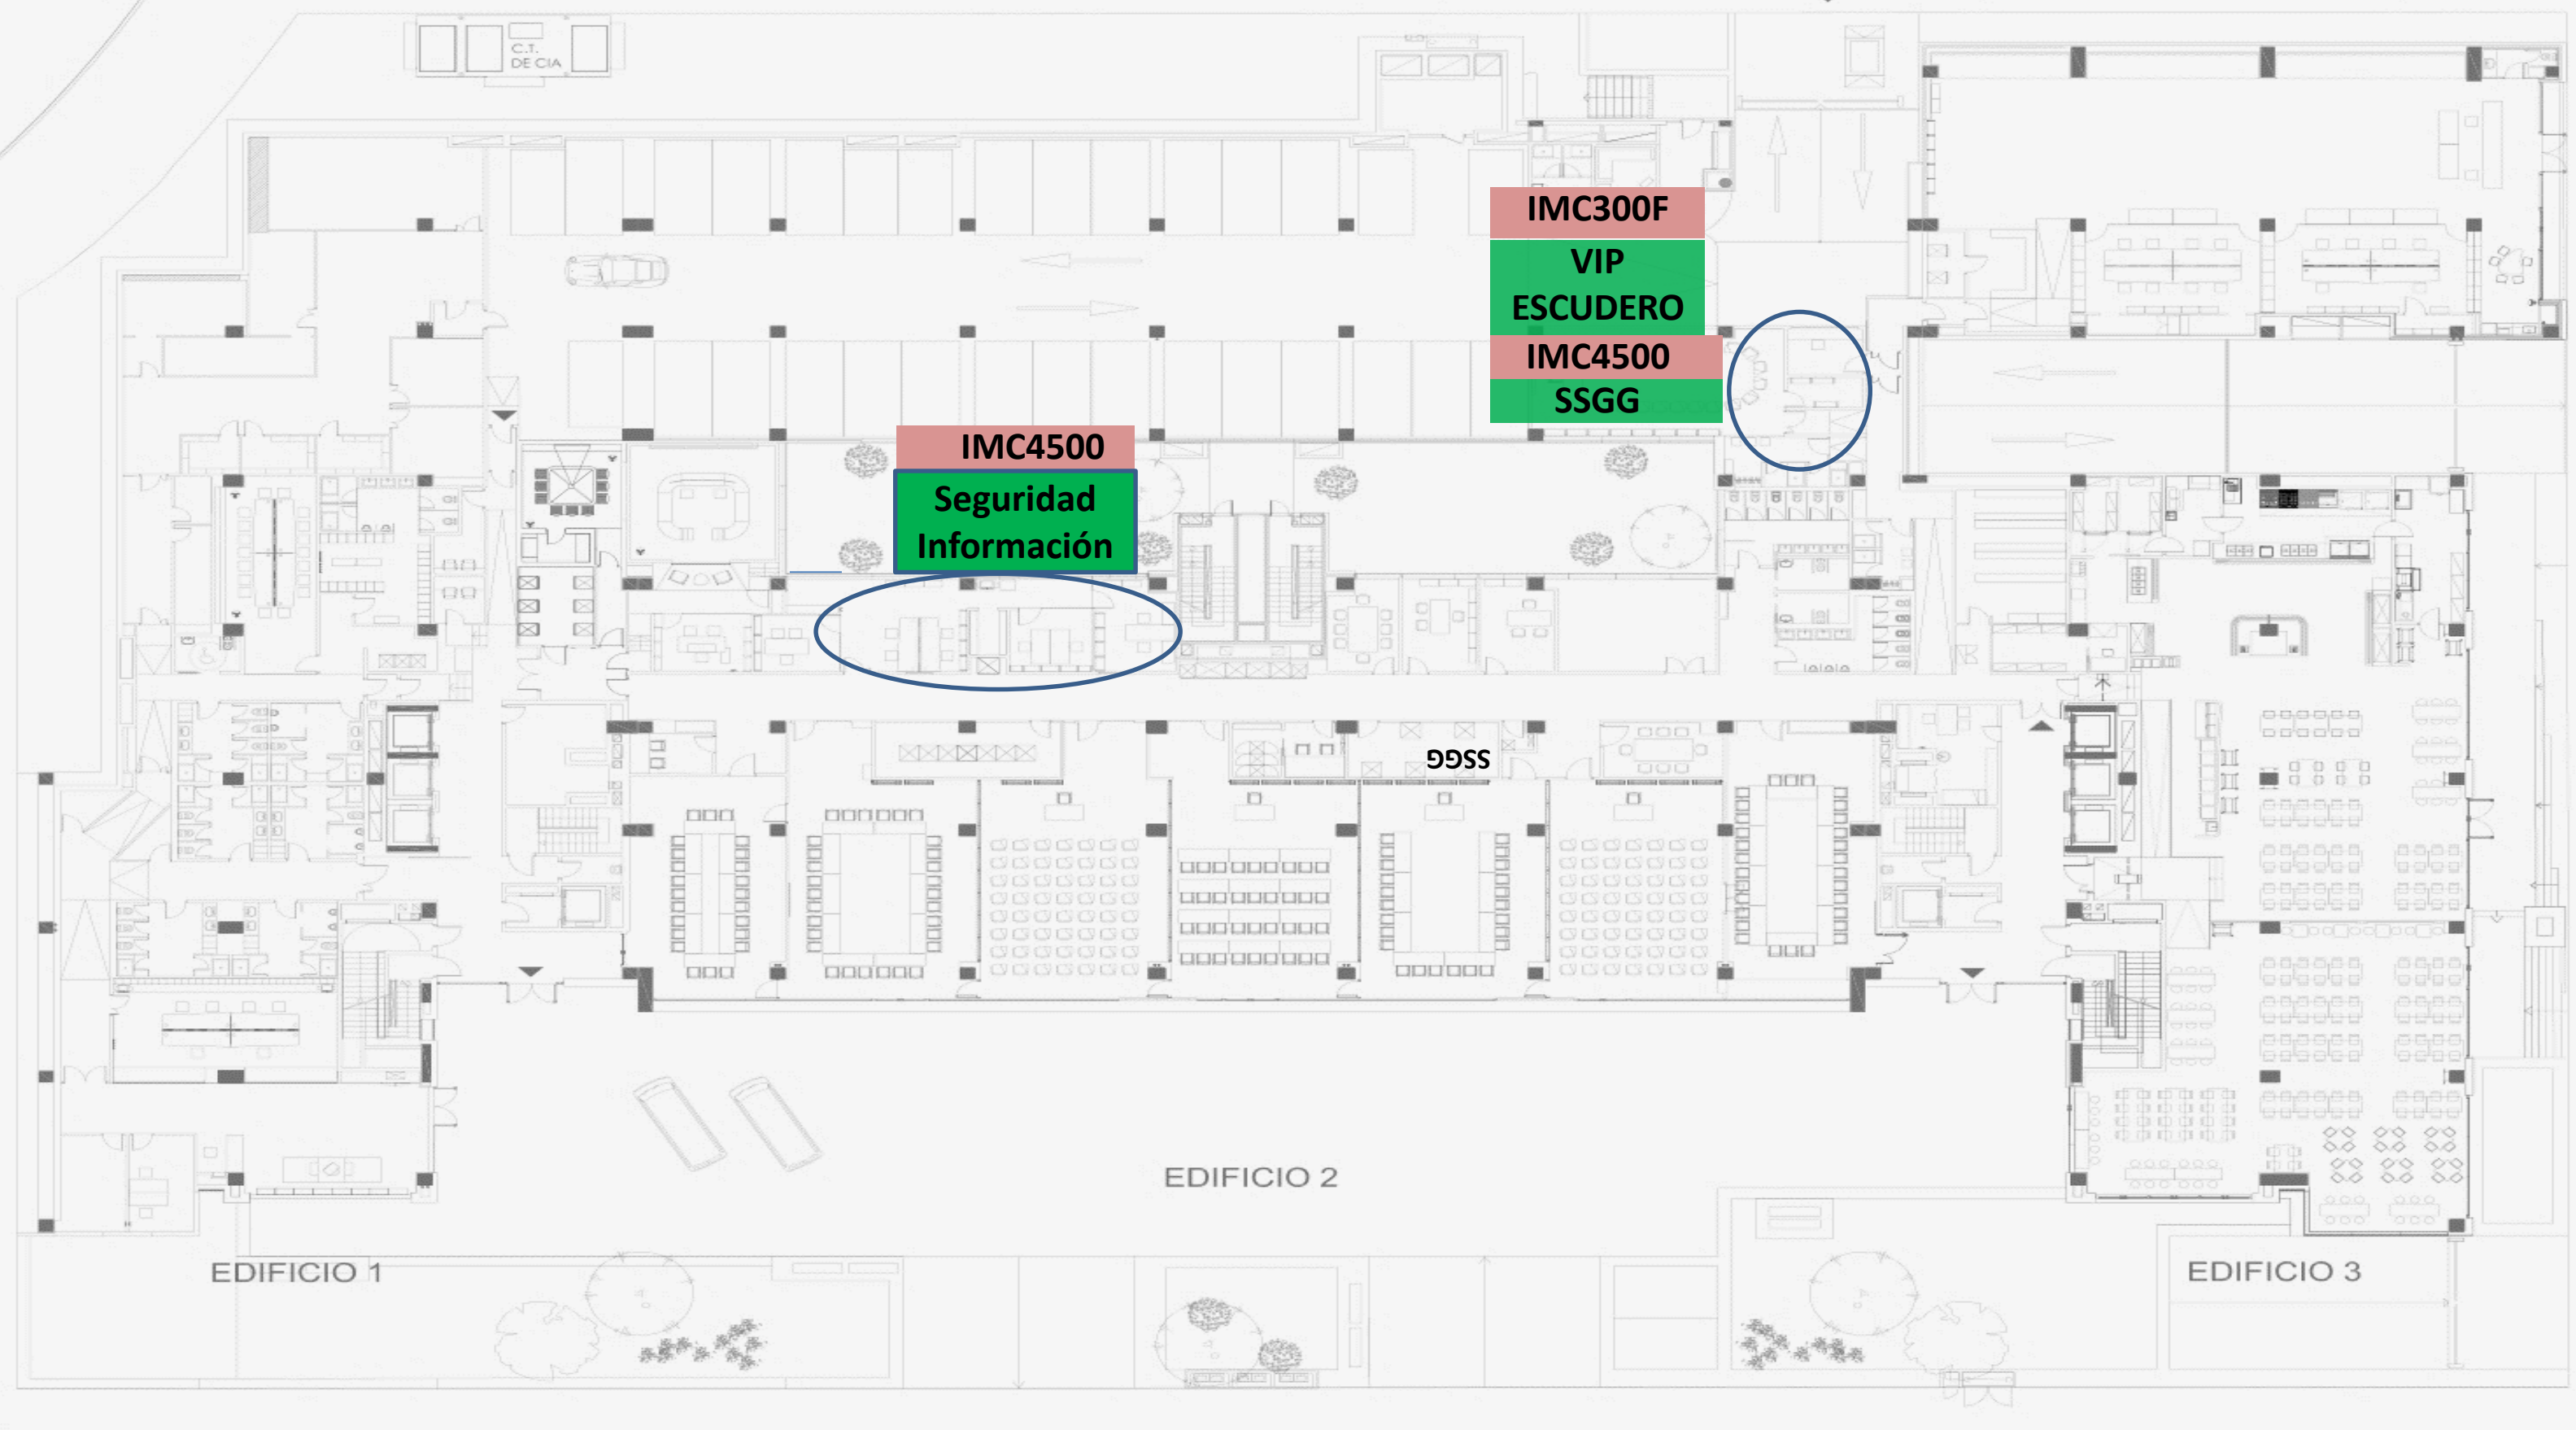 C.T.
DE CIA
IMC300F
VIP
ESCUDERO
IMC4500
SSGG
IMC4500
Seguridad
Información
SSGG
EDIFICIO 2
EDIFICIO 1
EDIFICIO 3